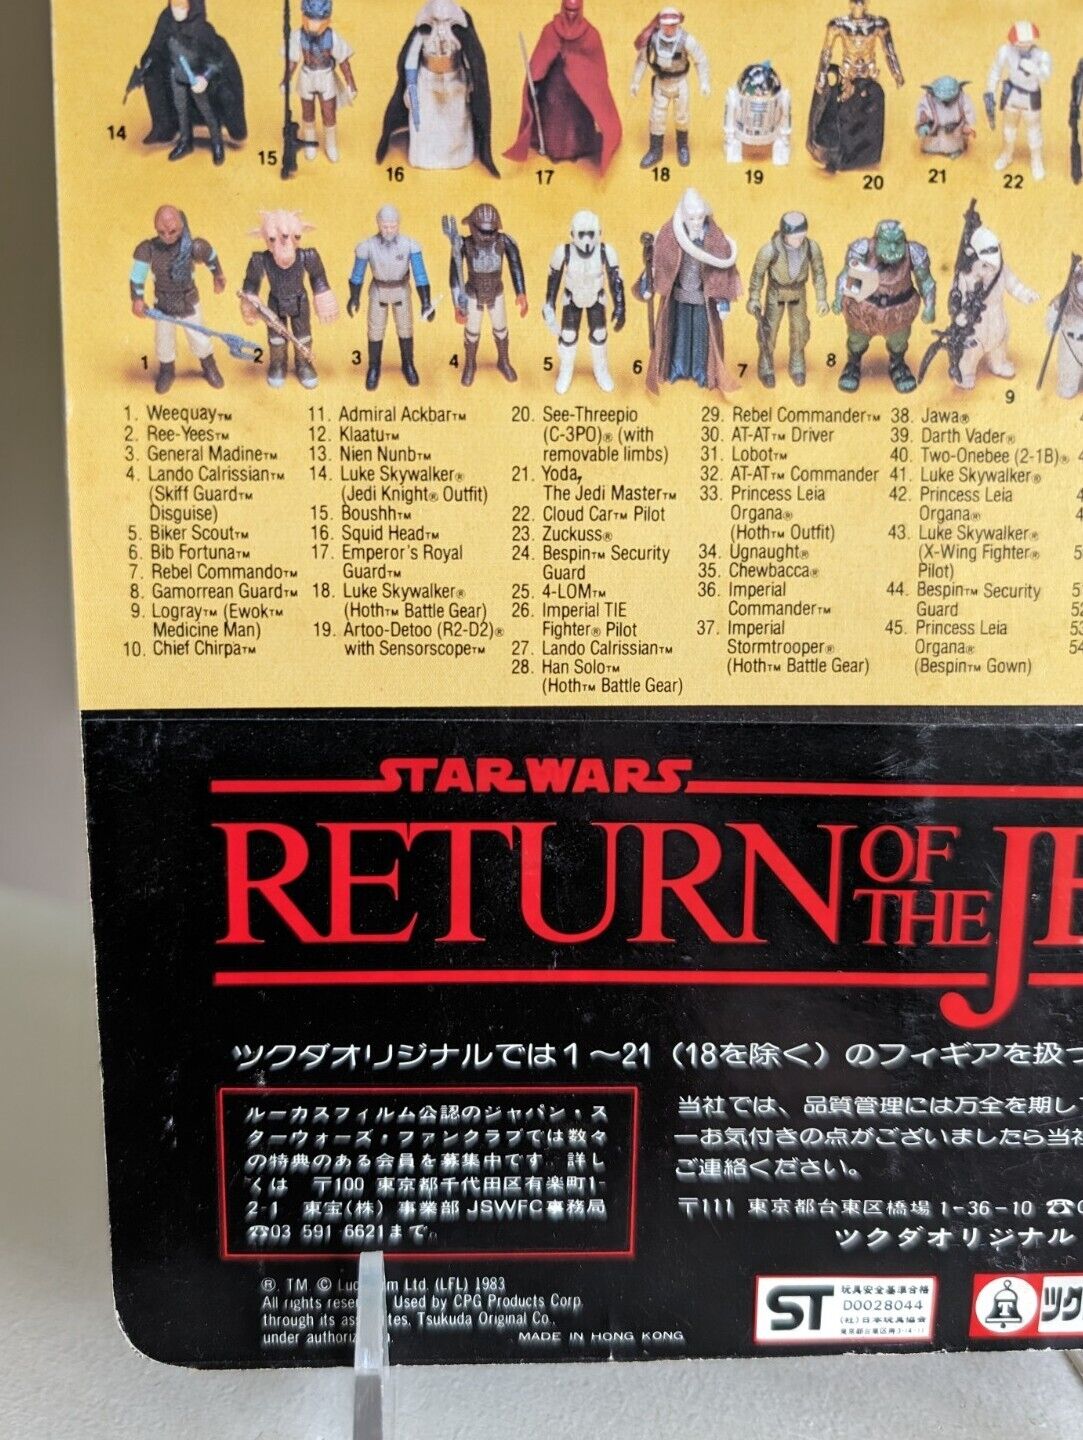 14
15
16
17
18
19
20
21
22
1
2
3
4
5
6
7
8
9
1. Weequay™
2. Ree-Yees™
3. General Madine™
4. Lando Calrissian™
(Skiff Guard™
Disguise)
5. Biker Scout™
6. Bib Fortuna™
7. Rebel Commando™
8. Gamorrean Guard™
9. Logray™ (Ewok™
Medicine Man)
10. Chief Chirpa™
11. Admiral Ackbar™
12. Klaatu™
13. Nien Nunb™
14. Luke Skywalker®
(Jedi Knight® Outfit)
15. Boushh™
16. Squid Head™
17. Emperor's Royal
Guard™
18. Luke Skywalker®
(Hoth™ Battle Gear)
19. Artoo-Detoo (R2-D2)®
with Sensorscope™
20. See-Threepio
(C-3PO)® (with
removable limbs)
21. Yoda,
The Jedi Master™
22. Cloud Car™ Pilot
23. Zuckuss®
24. Bespin™ Security
Guard
25. 4-LOM™
26. Imperial TIE
Fighter® Pilot
27. Lando Calrissian™
28. Han Solo™
(Hoth™ Battle Gear)
29. Rebel Commander™
30. AT-AT™ Driver
31. Lobot™
32. AT-AT™ Commander
33. Princess Leia
Organa®
(Hoth™ Outfit)
34. Ugnaught®
35. Chewbacca®
36. Imperial
Commander™
37. Imperial
Stormtrooper®
(Hoth™ Battle Gear)
38. Jawa®
39. Darth Vader®
40. Two-Onebee (2-1B)®
41. Luke Skywalker®
42. Princess Leia
Organa®
43. Luke Skywalker®
(X-Wing Fighter®
Pilot)
44. Bespin™ Security
Guard
45. Princess Leia
Organa®
(Bespin™ Gown)
STAR WARS
RETURN OF THE JE
ツクダオリジナルでは1〜21（18を除く）のフィギアを扱っ
ルーカスフィルム公認のジャパン・ス
ターウォーズ・ファンクラブでは数々
の特典のある会員を募集中です 詳し
くは 〒100 東京都千代田区有楽町1-
2-1 東宝(株) 事業部 JSWFC事務局
☎03 591 6621まで
当社では、品質管理には万全を期して
一お気付きの点がございましたら当社
ご連絡ください。
〒111 東京都台東区橋場 1-36-10 ☎0
ツクダオリジナル
®, TM, © Luc m Ltd. (LFL) 1983
All rights rese Used by CPG Products Corp.
through its as tes, Tsukuda Original Co.,
under authori n.
MADE IN HONG KONG
ST
玩具安全基準合格
D0028044
(社)日本玩具協会
T
ツク